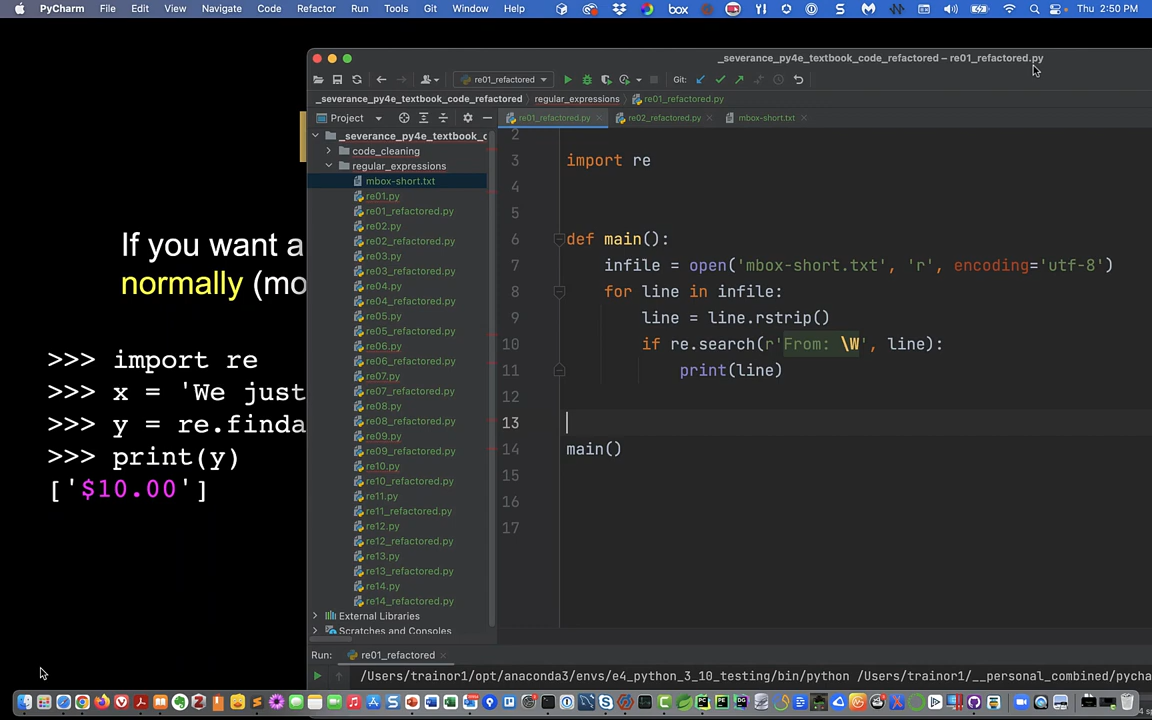 PyCharm File Edit View Navigate Code Refactor Run Tools Git Window Help box Thu 2:50 PM
_severance_py4e_textbook_code_refactored – re01_refactored.py
re01_refactored Git:
_severance_py4e_textbook_code_refactored regular_expressions re01_refactored.py
Project re01_refactored.py re02_refactored.py mbox-short.txt
_severance_py4e_textbook_c
code_cleaning
regular_expressions
mbox-short.txt
re01.py
re01_refactored.py
re02.py
re02_refactored.py
re03.py
re03_refactored.py
re04.py
re04_refactored.py
re05.py
re05_refactored.py
re06.py
re06_refactored.py
re07.py
re07_refactored.py
re08.py
re08_refactored.py
re09.py
re09_refactored.py
re10.py
re10_refactored.py
re11.py
re11_refactored.py
re12.py
re12_refactored.py
re13.py
re13_refactored.py
re14.py
re14_refactored.py
External Libraries
Scratches and Consoles
2
3 import re
4
5
6 def main():
7 infile = open('mbox-short.txt', 'r', encoding='utf-8')
8 for line in infile:
9 line = line.rstrip()
10 if re.search(r'From: \W', line):
11 print(line)
12
13
14 main()
15
16
17
Run: re01_refactored
/Users/trainor1/opt/anaconda3/envs/e4_python_3_10_testing/bin/python /Users/trainor1/__personal_combined/pycha
If you want a
normally (mo
>>> import re
>>> x = 'We just
>>> y = re.finda
>>> print(y)
['$10.00']